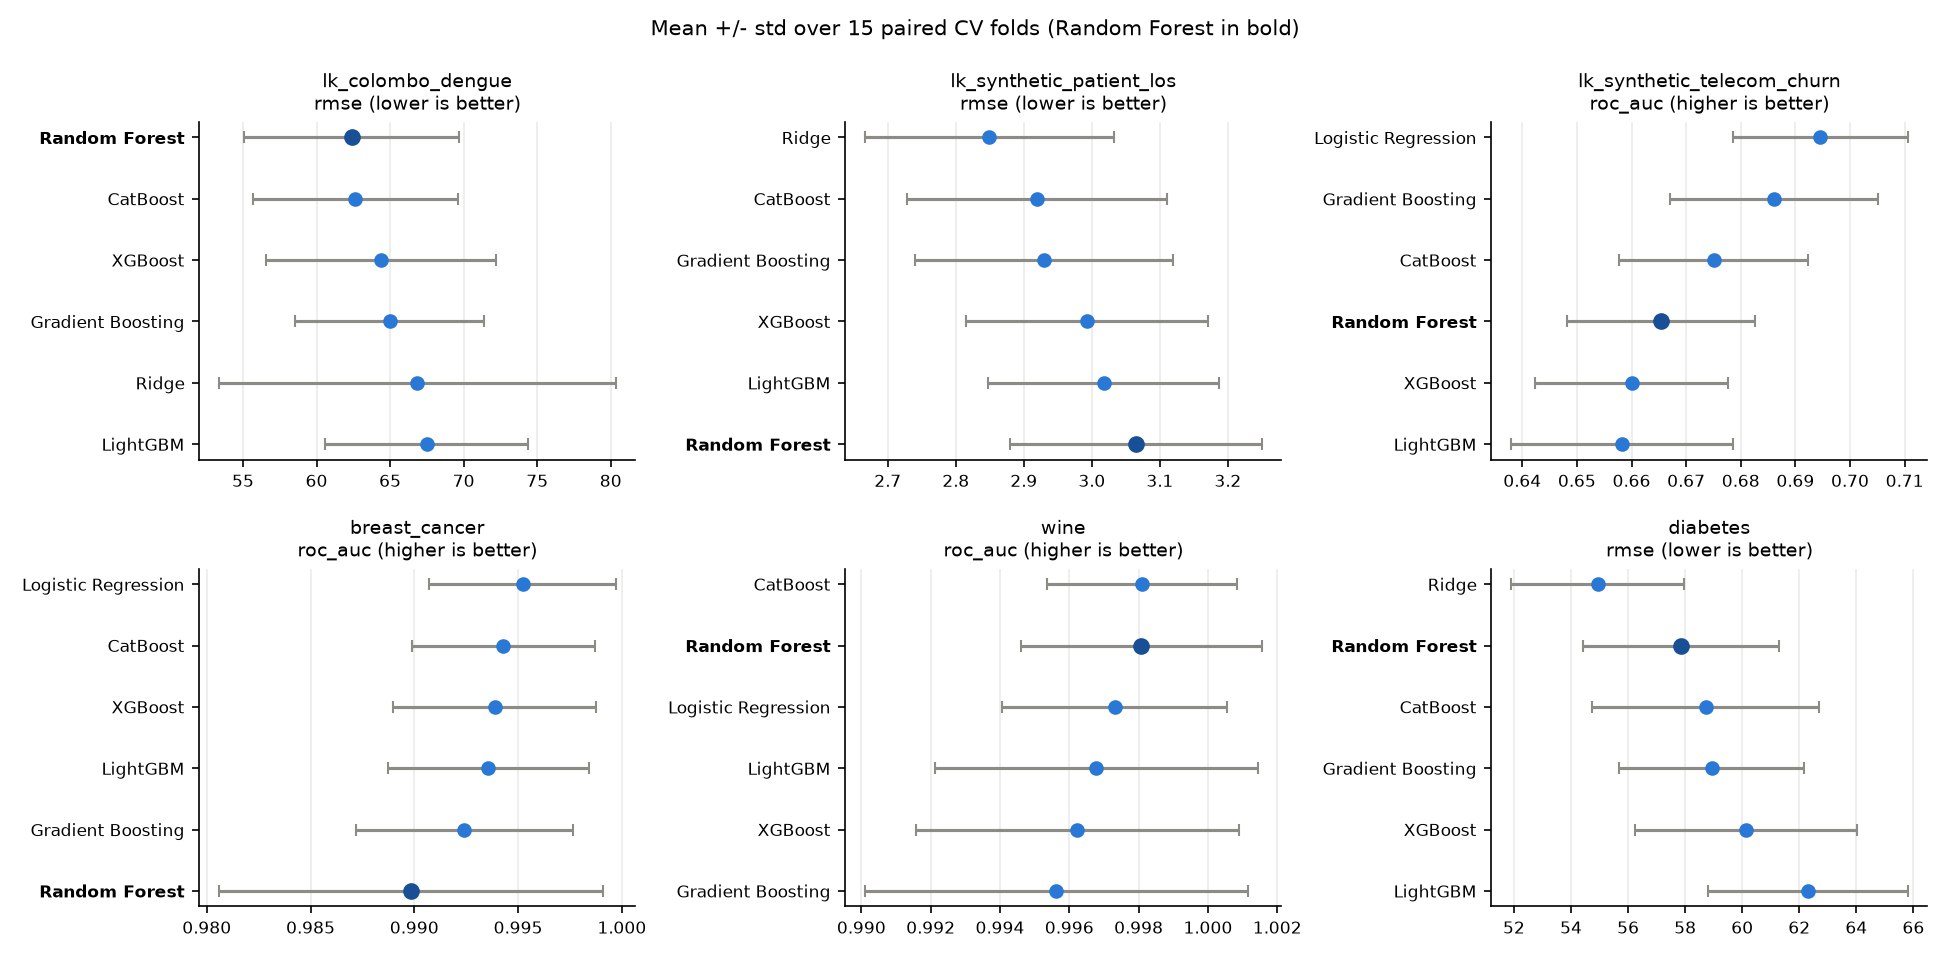 Mean +/- std over 15 paired CV folds (Random Forest in bold)
lk_colombo_dengue
rmse (lower is better)
Random Forest
CatBoost
XGBoost
Gradient Boosting
Ridge
LightGBM
55 60 65 70 75 80
lk_synthetic_patient_los
rmse (lower is better)
Ridge
CatBoost
Gradient Boosting
XGBoost
LightGBM
Random Forest
2.7 2.8 2.9 3.0 3.1 3.2
lk_synthetic_telecom_churn
roc_auc (higher is better)
Logistic Regression
Gradient Boosting
CatBoost
Random Forest
XGBoost
LightGBM
0.64 0.65 0.66 0.67 0.68 0.69 0.70 0.71
breast_cancer
roc_auc (higher is better)
Logistic Regression
CatBoost
XGBoost
LightGBM
Gradient Boosting
Random Forest
0.980 0.985 0.990 0.995 1.000
wine
roc_auc (higher is better)
CatBoost
Random Forest
Logistic Regression
LightGBM
XGBoost
Gradient Boosting
0.990 0.992 0.994 0.996 0.998 1.000 1.002
diabetes
rmse (lower is better)
Ridge
Random Forest
CatBoost
Gradient Boosting
XGBoost
LightGBM
52 54 56 58 60 62 64 66